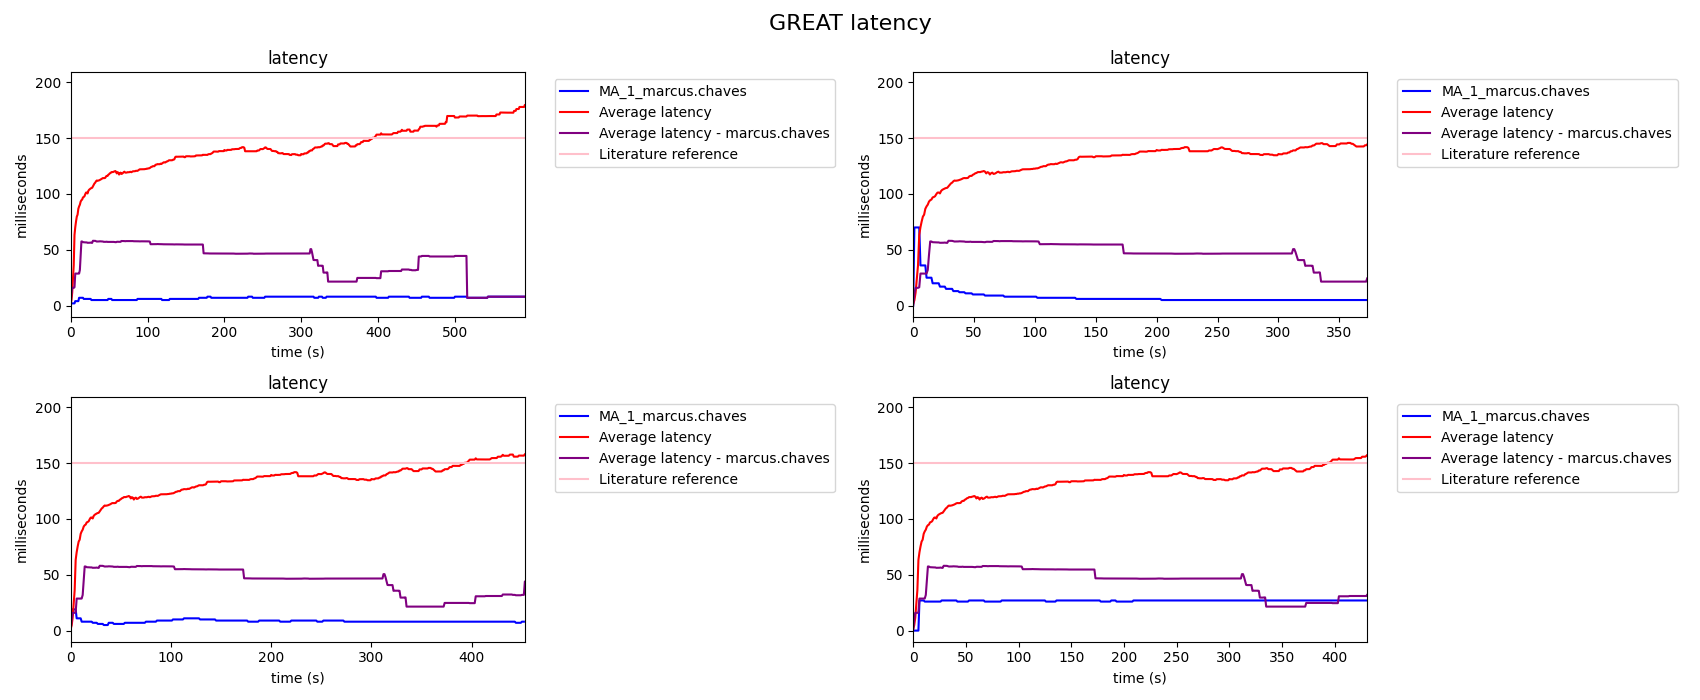 GREAT latency
latency
200
150
100
50
0
milliseconds
0 100 200 300 400 500
time (s)
MA_1_marcus.chaves
Average latency
Average latency - marcus.chaves
Literature reference
latency
200
150
100
50
0
milliseconds
0 50 100 150 200 250 300 350
time (s)
MA_1_marcus.chaves
Average latency
Average latency - marcus.chaves
Literature reference
latency
200
150
100
50
0
milliseconds
0 100 200 300 400
time (s)
MA_1_marcus.chaves
Average latency
Average latency - marcus.chaves
Literature reference
latency
200
150
100
50
0
milliseconds
0 50 100 150 200 250 300 350 400
time (s)
MA_1_marcus.chaves
Average latency
Average latency - marcus.chaves
Literature reference